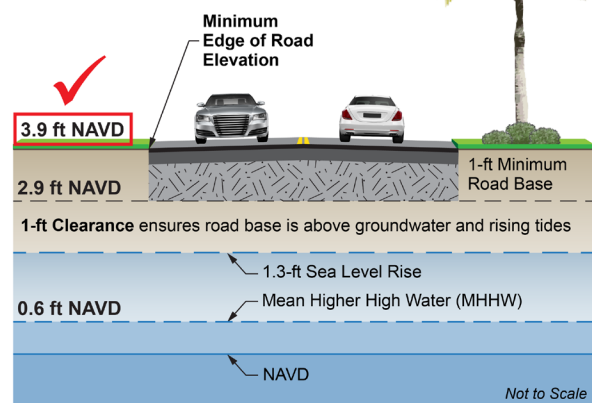 Minimum
Edge of Road
Elevation
3.9 ft NAVD
1-ft Minimum
Road Base
2.9 ft NAVD
1-ft Clearance ensures road base is above groundwater and rising tides
1.3-ft Sea Level Rise
Mean Higher High Water (MHHW)
0.6 ft NAVD
NAVD
Not to Scale